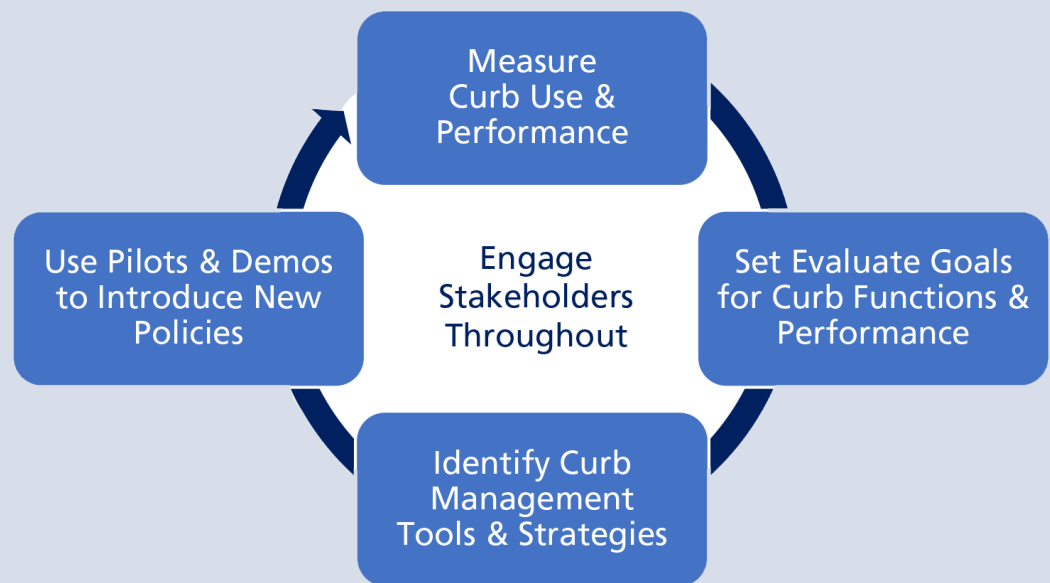 Measure
Curb Use &
Performance
Set Evaluate Goals
for Curb Functions &
Performance
Identify Curb
Management
Tools & Strategies
Use Pilots & Demos
to Introduce New
Policies
Engage
Stakeholders
Throughout